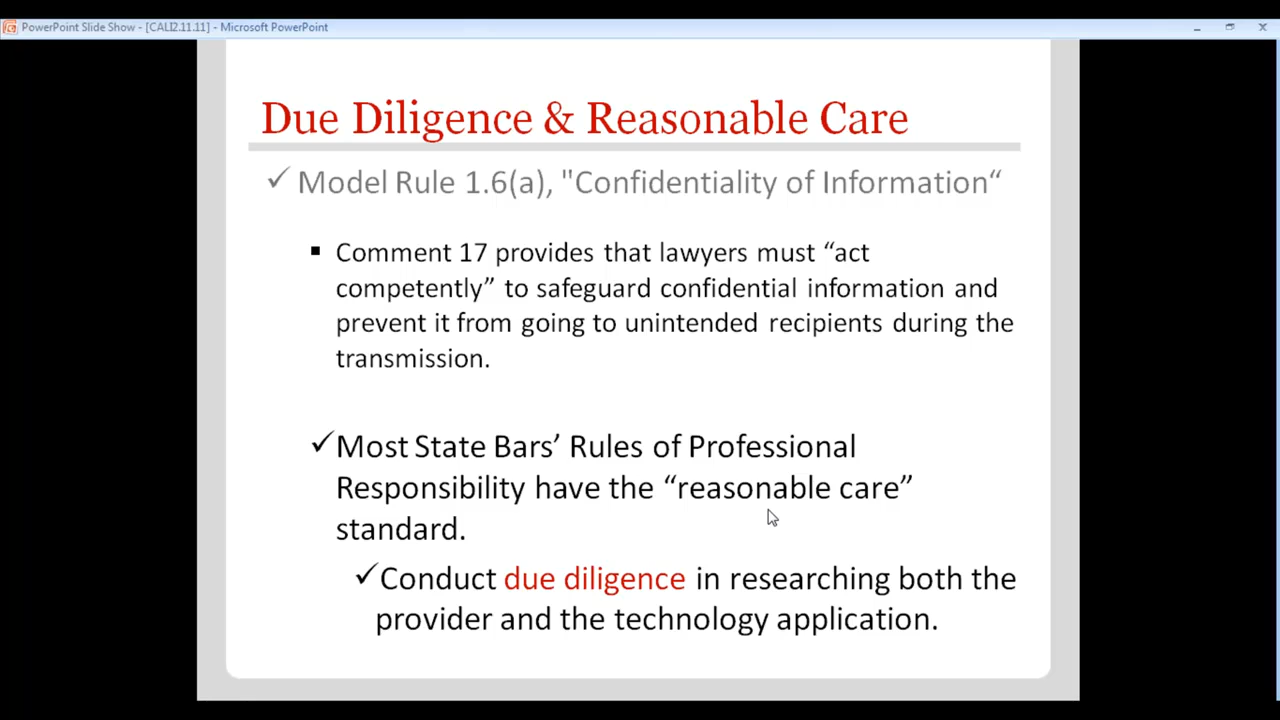 PowerPoint Slide Show - [CALI2.11.11] - Microsoft PowerPoint
Due Diligence & Reasonable Care
✓ Model Rule 1.6(a), "Confidentiality of Information“
▪ Comment 17 provides that lawyers must “act
competently” to safeguard confidential information and
prevent it from going to unintended recipients during the
transmission.
✓Most State Bars’ Rules of Professional
Responsibility have the “reasonable care”
standard.
✓Conduct due diligence in researching both the
provider and the technology application.